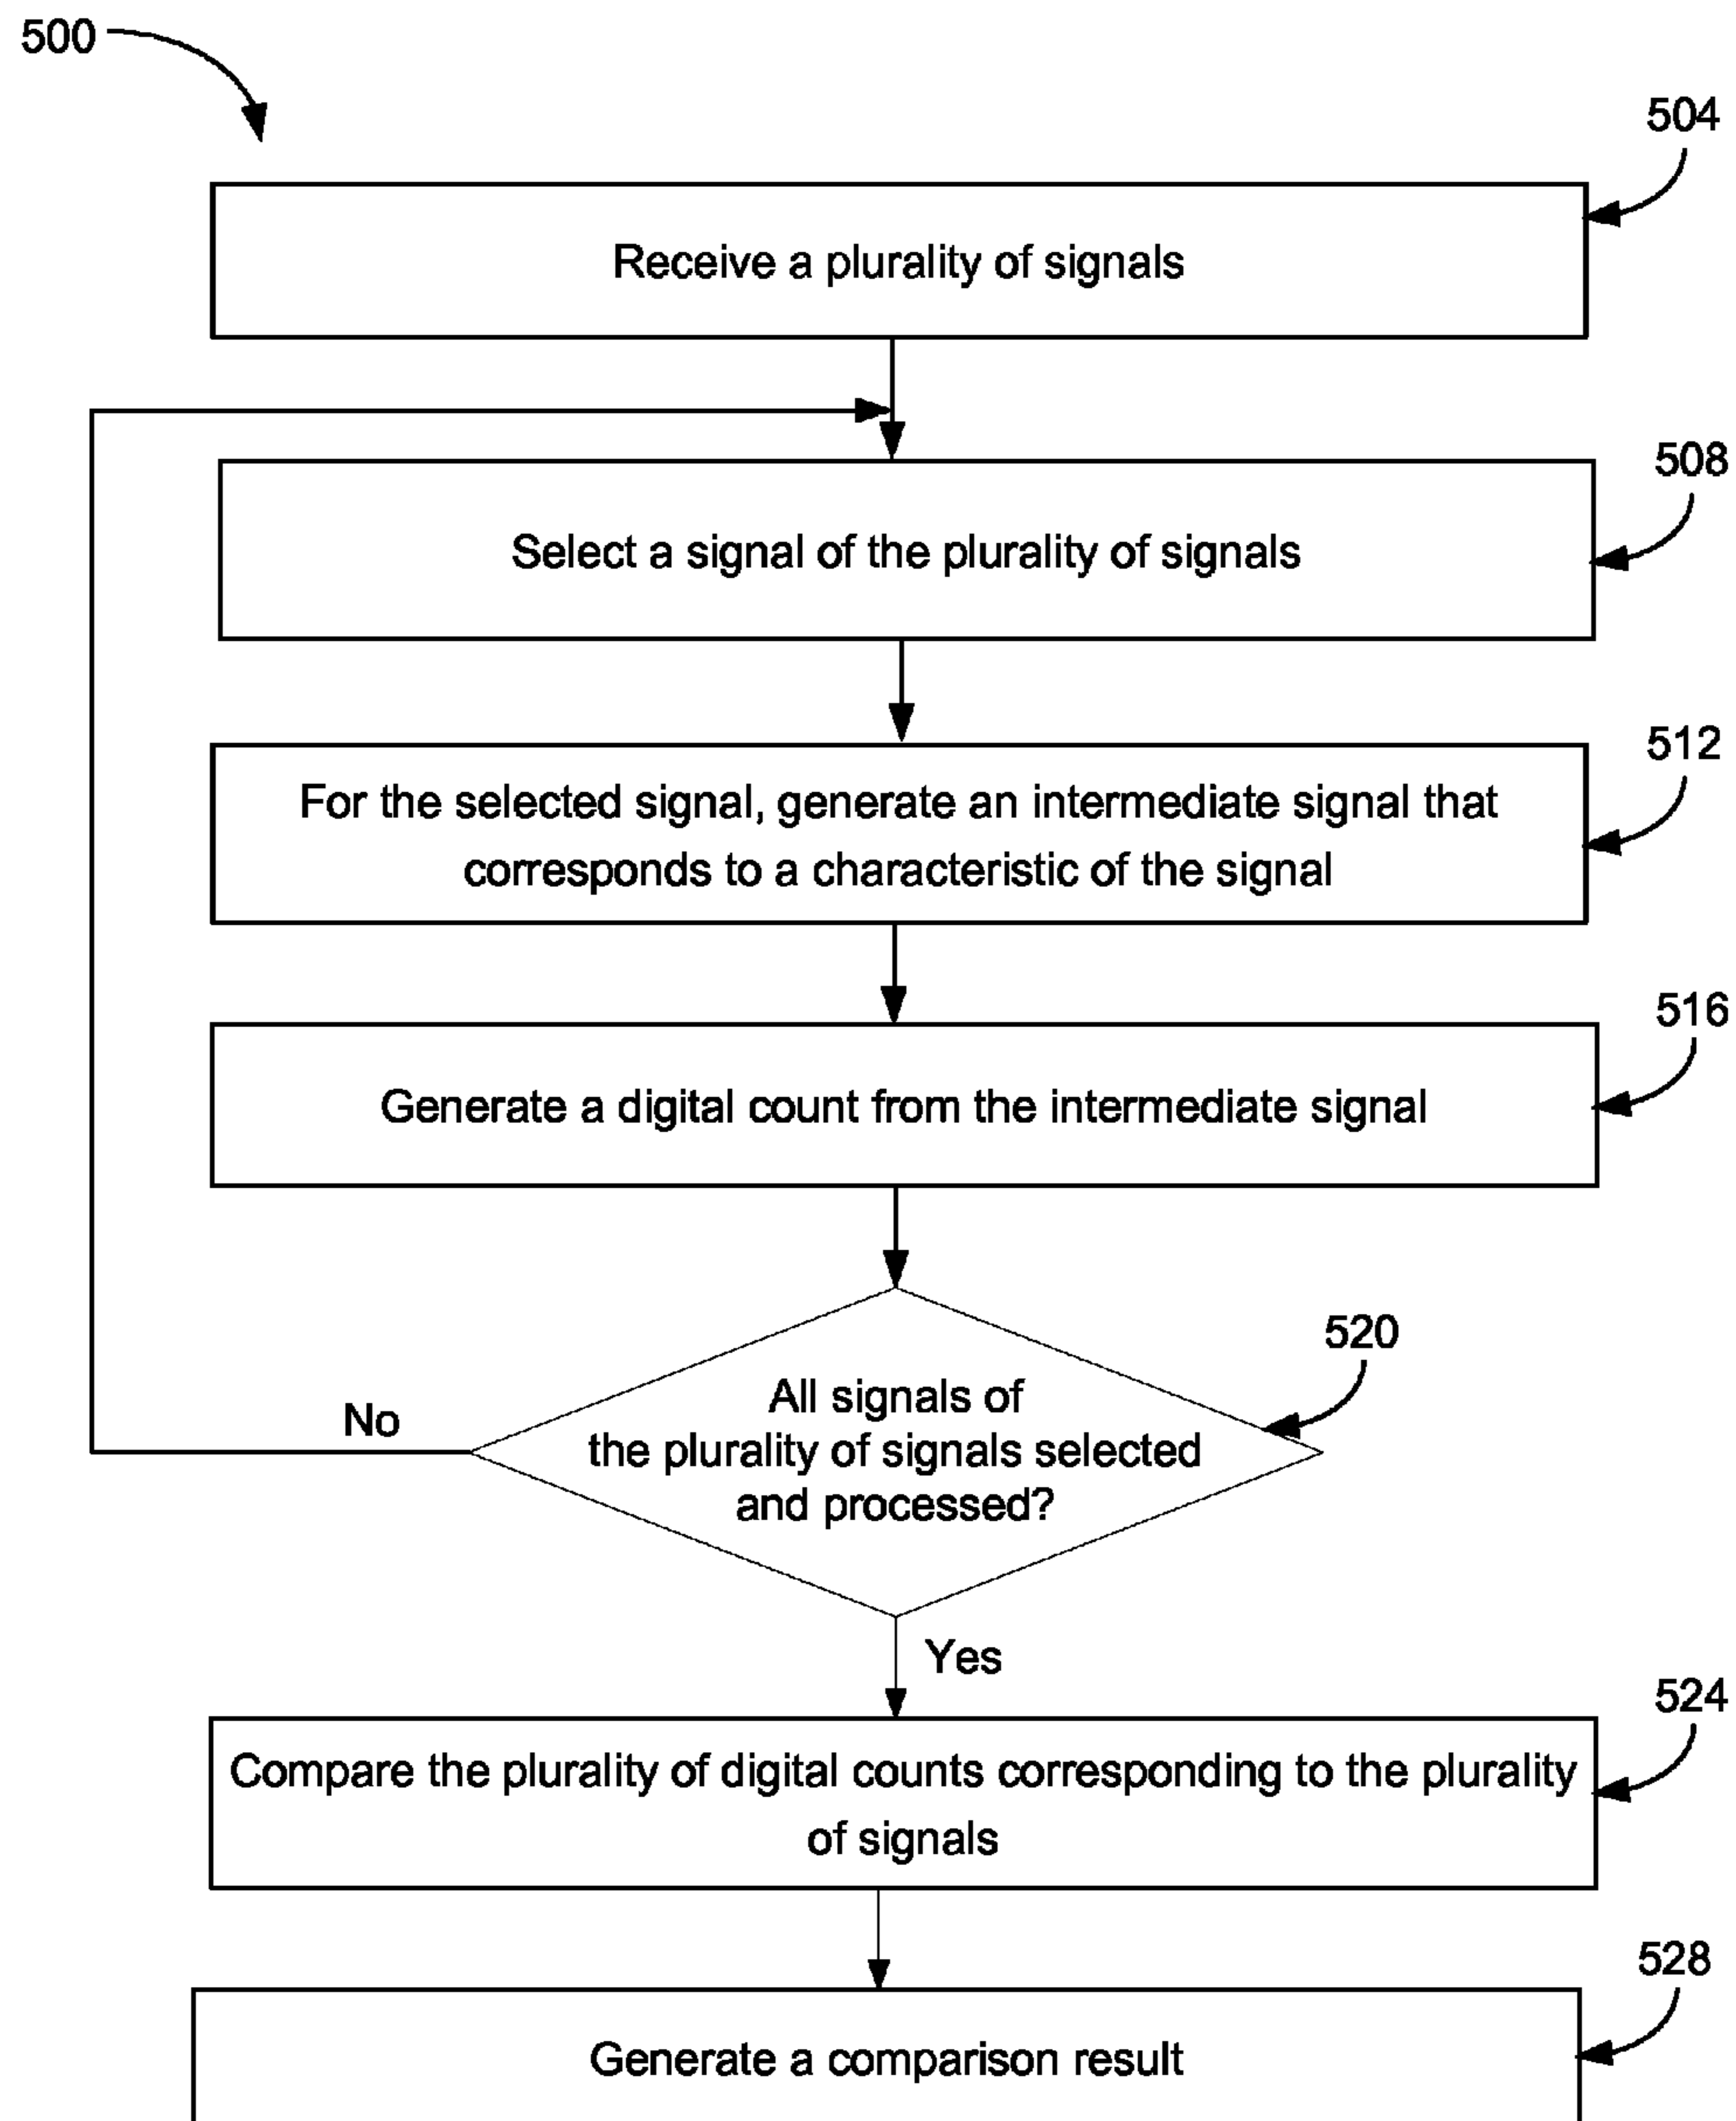 500
504
Receive a plurality of signals
508
Select a signal of the plurality of signals
512
For the selected signal, generate an intermediate signal that
corresponds to a characteristic of the signal
516
Generate a digital count from the intermediate signal
520
All signals of
the plurality of signals selected
and processed?
No
Yes
524
Compare the plurality of digital counts corresponding to the plurality
of signals
528
Generate a comparison result